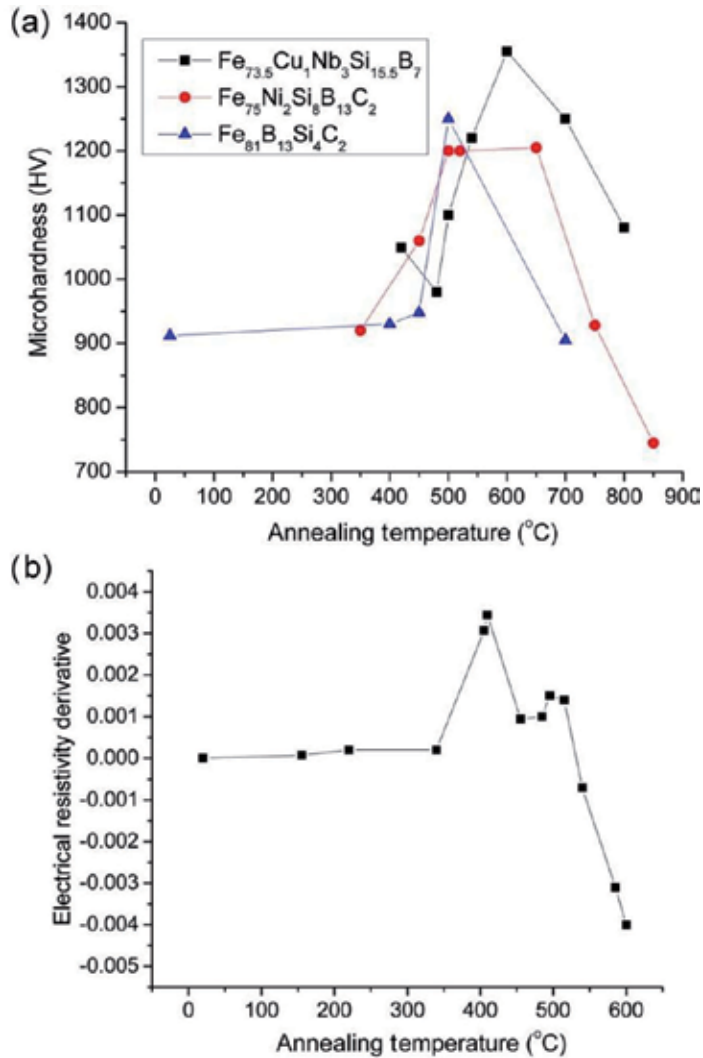 (a)
Fe73.5Cu1Nb3Si15.5B7
Fe75Ni2Si8B13C2
Fe81B13Si4C2
1400
1300
1200
1100
1000
900
800
700
Microhardness (HV)
0 100 200 300 400 500 600 700 800 900
Annealing temperature (°C)
(b)
0.004
0.003
0.002
0.001
0.000
-0.001
-0.002
-0.003
-0.004
-0.005
Electrical resistivity derivative
0 100 200 300 400 500 600
Annealing temperature (°C)